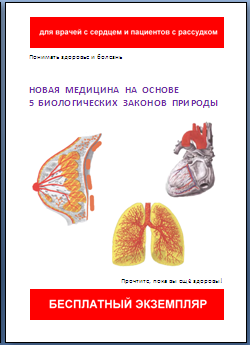 для врачей с сердцем и пациентов с рассудком
Понимать здоровье и болезнь
НОВАЯ МЕДИЦИНА НА ОСНОВЕ
5 БИОЛОГИЧЕСКИХ ЗАКОНОВ ПРИРОДЫ
Прочтите, пока вы ещё здоровы!
БЕСПЛАТНЫЙ ЭКЗЕМПЛЯР